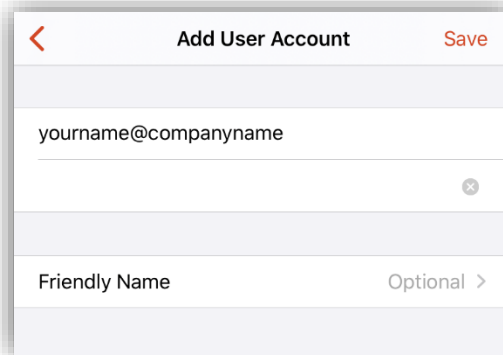 Add User Account Save
yourname@companyname
Friendly Name Optional